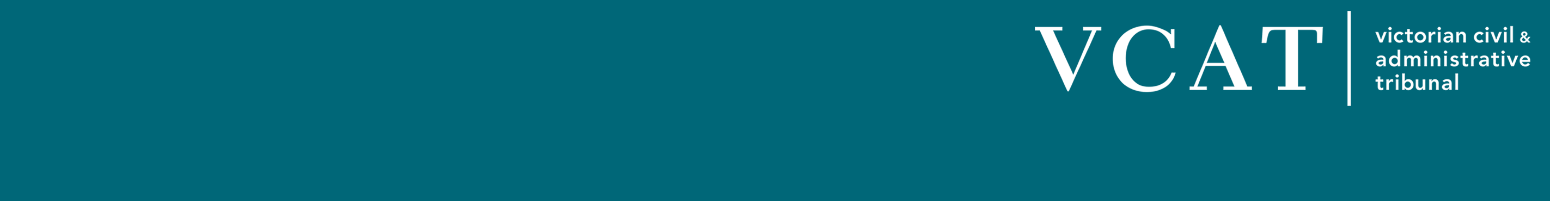 VCAT
victorian civil &
administrative
tribunal